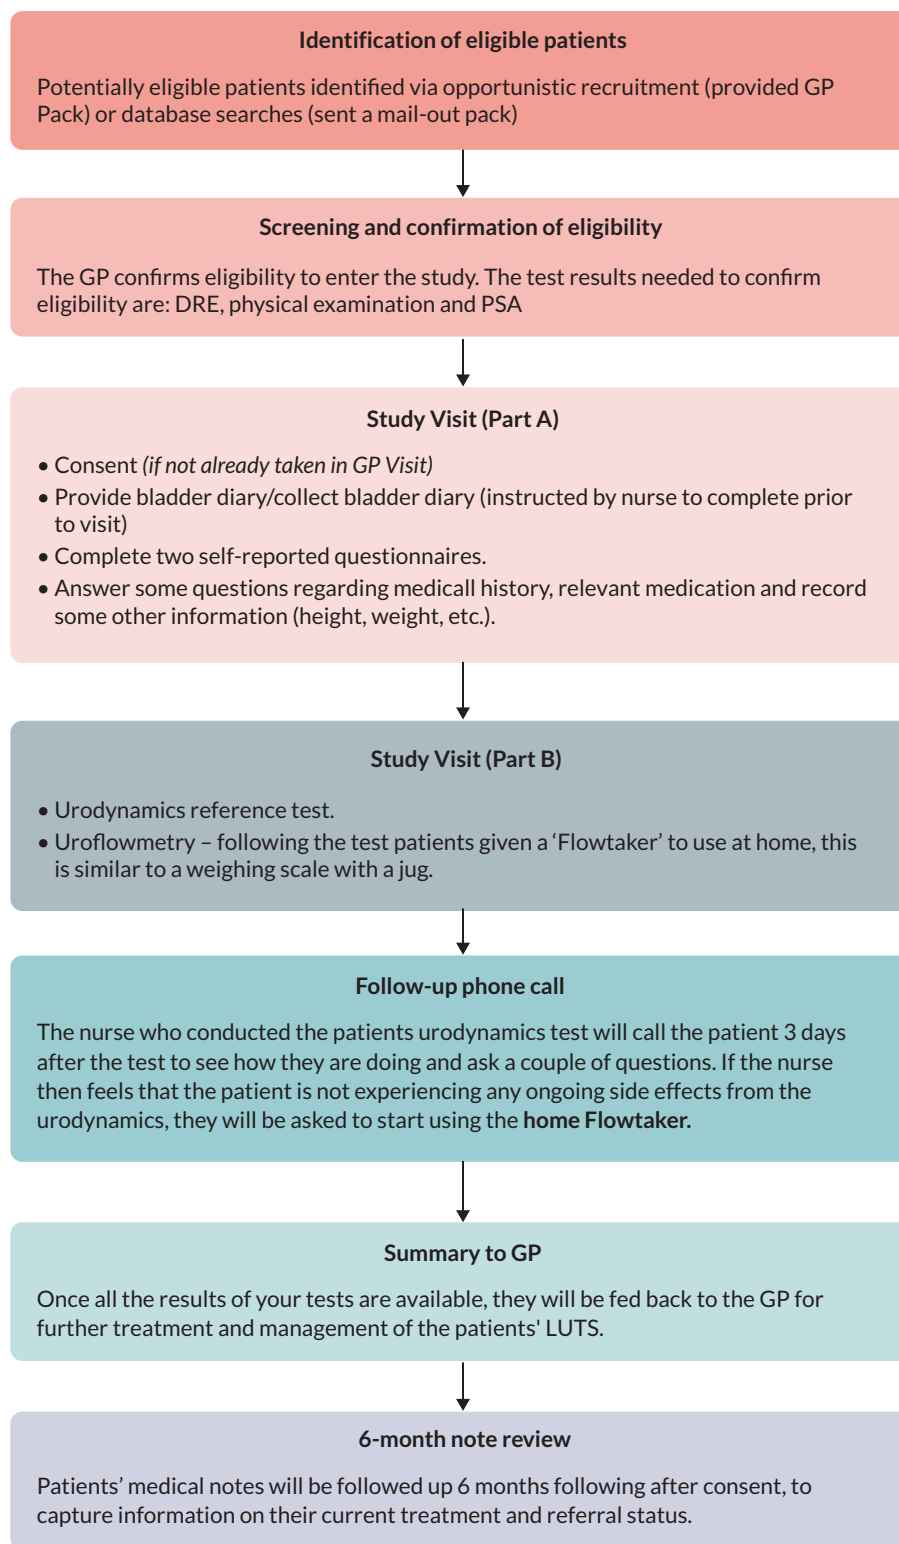 Identification of eligible patients
Potentially eligible patients identified via opportunistic recruitment (provided GP
Pack) or database searches (sent a mail-out pack)
Screening and confirmation of eligibility
The GP confirms eligibility to enter the study. The test results needed to confirm
eligibility are: DRE, physical examination and PSA
Study Visit (Part A)
• Consent (if not already taken in GP Visit)
• Provide bladder diary/collect bladder diary (instructed by nurse to complete prior
to visit)
• Complete two self-reported questionnaires.
• Answer some questions regarding medicall history, relevant medication and record
some other information (height, weight, etc.).
Study Visit (Part B)
• Urodynamics reference test.
• Uroflowmetry – following the test patients given a ‘Flowtaker’ to use at home, this
is similar to a weighing scale with a jug.
Follow-up phone call
The nurse who conducted the patients urodynamics test will call the patient 3 days
after the test to see how they are doing and ask a couple of questions. If the nurse
then feels that the patient is not experiencing any ongoing side effects from the
urodynamics, they will be asked to start using the home Flowtaker.
Summary to GP
Once all the results of your tests are available, they will be fed back to the GP for
further treatment and management of the patients' LUTS.
6-month note review
Patients’ medical notes will be followed up 6 months following after consent, to
capture information on their current treatment and referral status.